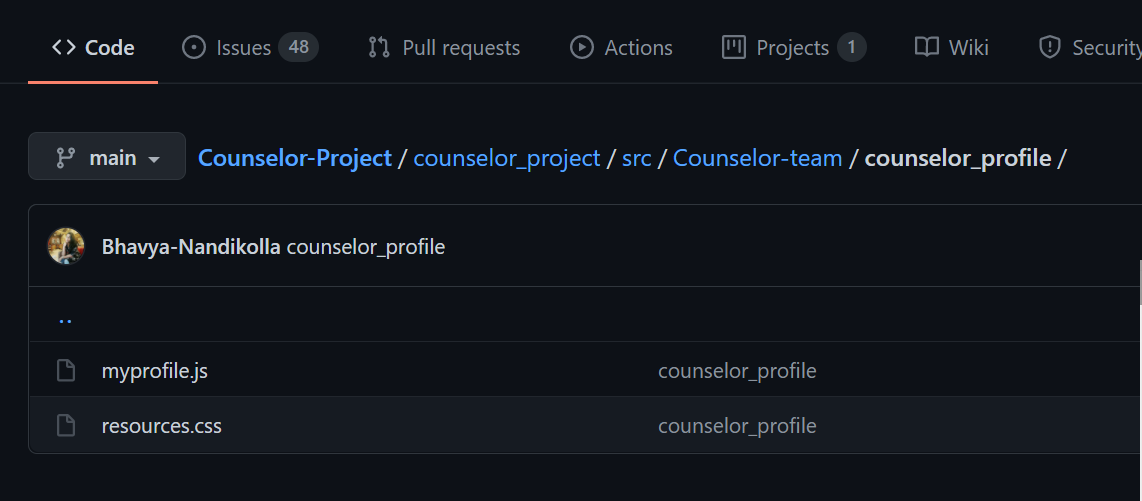 Code Issues 48 Pull requests Actions Projects 1 Wiki Security
main Counselor-Project / counselor_project / src / Counselor-team / counselor_profile /
Bhavya-Nandikolla counselor_profile
..
myprofile.js counselor_profile
resources.css counselor_profile